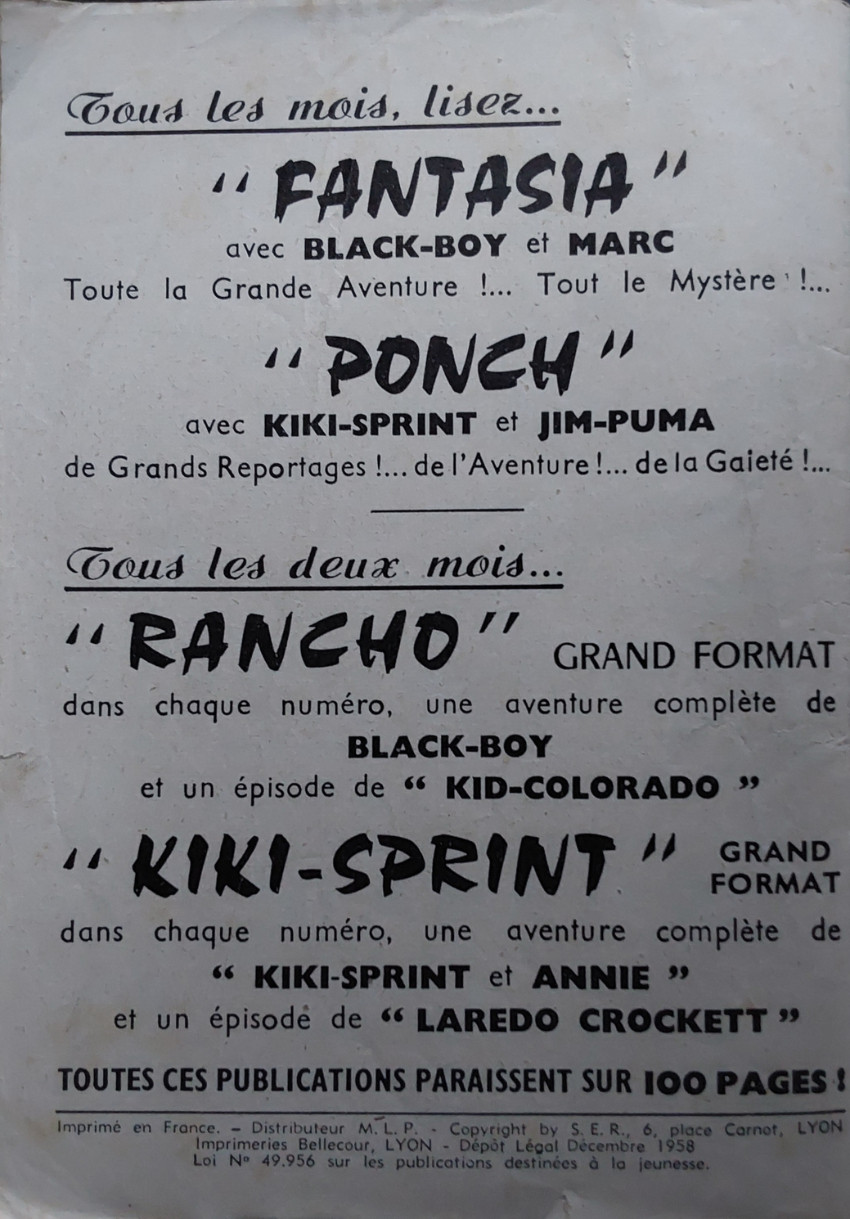 Tous les mois, lisez...
" FANTASIA "
avec BLACK-BOY et MARC
Toute la Grande Aventure !... Tout le Mystère !...
" PONCH "
avec KIKI-SPRINT et JIM-PUMA
de Grands Reportages !... de l'Aventure !... de la Gaieté !...
Tous les deux mois...
" RANCHO " GRAND FORMAT
dans chaque numéro, une aventure complète de
BLACK-BOY
et un épisode de " KID-COLORADO "
" KIKI-SPRINT " GRAND FORMAT
dans chaque numéro, une aventure complète de
" KIKI-SPRINT et ANNIE "
et un épisode de " LAREDO CROCKETT "
TOUTES CES PUBLICATIONS PARAISSENT SUR 100 PAGES !
Imprimé en France. – Distributeur M.L.P. - Copyright by S.E.R., 6, place Carnot, LYON
Imprimeries Bellecour, LYON - Dépôt Légal Décembre 1958
Loi Nº 49.956 sur les publications destinées à la jeunesse.